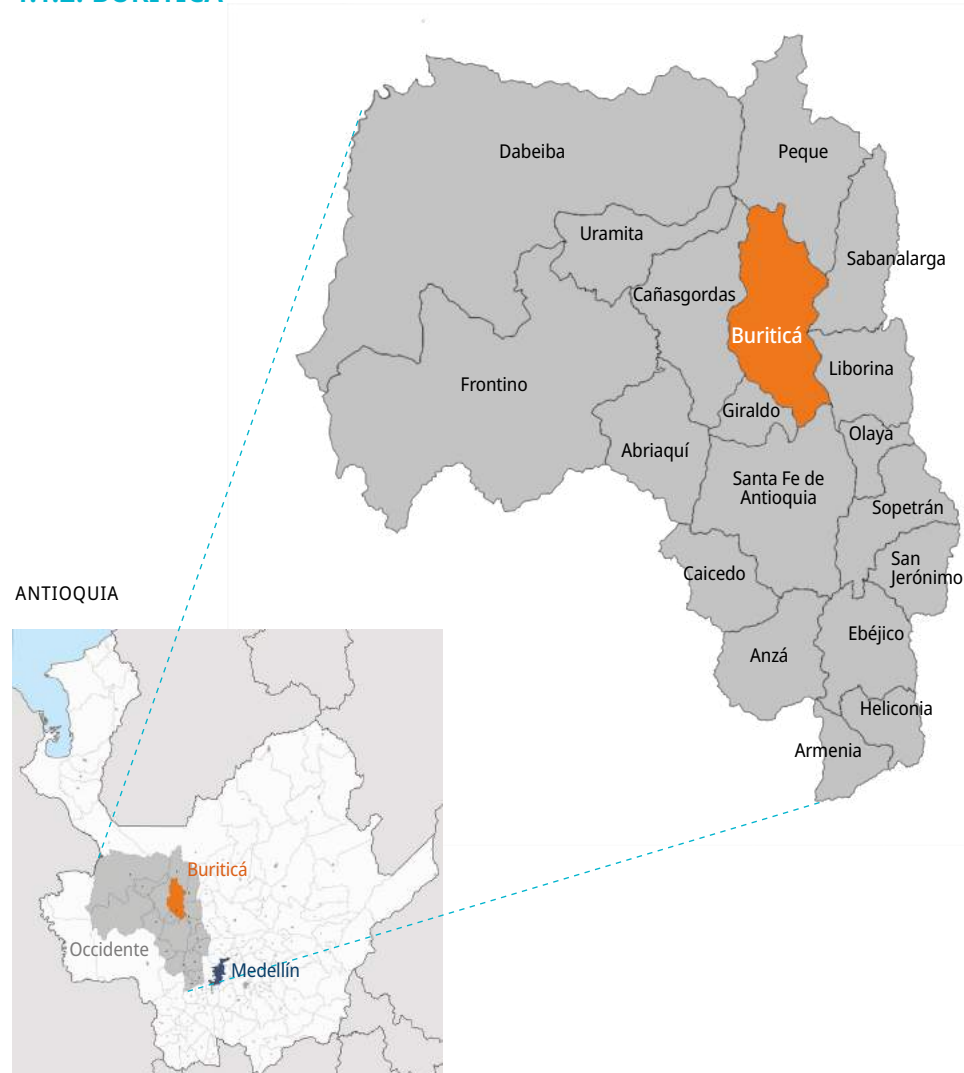 Dabeiba
Peque
Uramita
Sabanalarga
Cañasgordas
Buriticá
Liborina
Frontino
Giraldo
Olaya
Abriaquí
Santa Fe de
Antioquia
Sopetrán
San
Jerónimo
Caicedo
Ebéjico
Anzá
Heliconia
Armenia
ANTIOQUIA
Buriticá
Occidente
Medellín